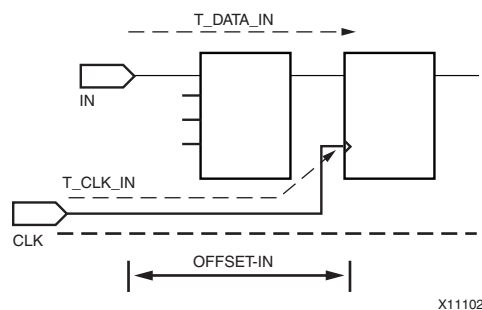 T_DATA_IN
IN
T_CLK_IN
CLK
OFFSET-IN
X11102